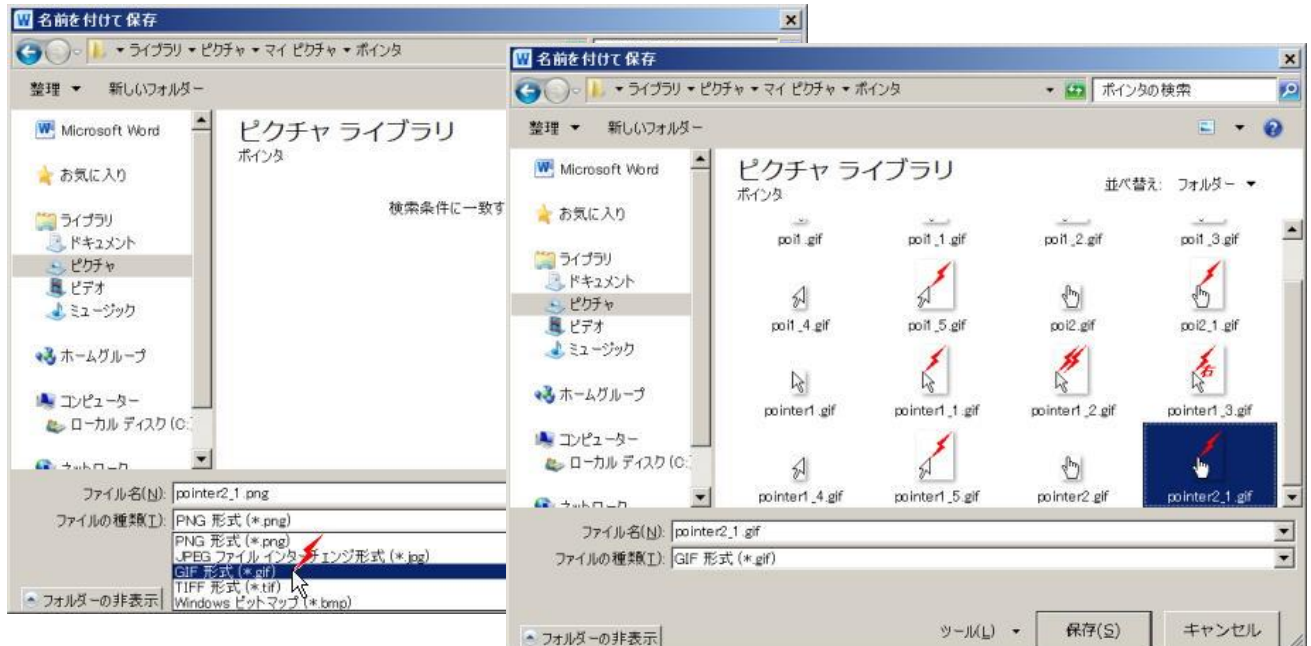 名前を付けて保存
▾ ライブラリ ▾ ピクチャ ▾ マイ ピクチャ ▾ ポインタ
整理 ▼ 新しいフォルダー
Microsoft Word
お気に入り
ライブラリ
ドキュメント
ピクチャ
ビデオ
ミュージック
ホームグループ
コンピューター
ローカル ディスク (C:
ピクチャ ライブラリ
ポインタ
検索条件に一致す
ファイル名(N): pointer2_1.png
ファイルの種類(T): PNG 形式 (*.png)
PNG 形式 (*.png)
JPEG ファイル インターチェンジ形式 (*.jpg)
GIF 形式 (*.gif)
TIFF 形式 (*.tif)
Windows ビットマップ (*.bmp)
フォルダーの非表示
名前を付けて保存
▾ ライブラリ ▾ ピクチャ ▾ マイ ピクチャ ▾ ポインタ
ポインタの検索
整理 ▼ 新しいフォルダー
Microsoft Word
お気に入り
ライブラリ
ドキュメント
ピクチャ
ビデオ
ミュージック
ホームグループ
コンピューター
ローカル ディスク (C:
ピクチャ ライブラリ
ポインタ
並べ替え: フォルダー ▼
poi1.gif poi1_1.gif poi1_2.gif poi1_3.gif
poi1_4.gif poi1_5.gif poi2.gif poi2_1.gif
右
pointer1.gif pointer1_1.gif pointer1_2.gif pointer1_3.gif
pointer1_4.gif pointer1_5.gif pointer2.gif pointer2_1.gif
ファイル名(N): pointer2_1.gif
ファイルの種類(T): GIF 形式 (*.gif)
フォルダーの非表示
ツール(L) ▼ 保存(S) キャンセル